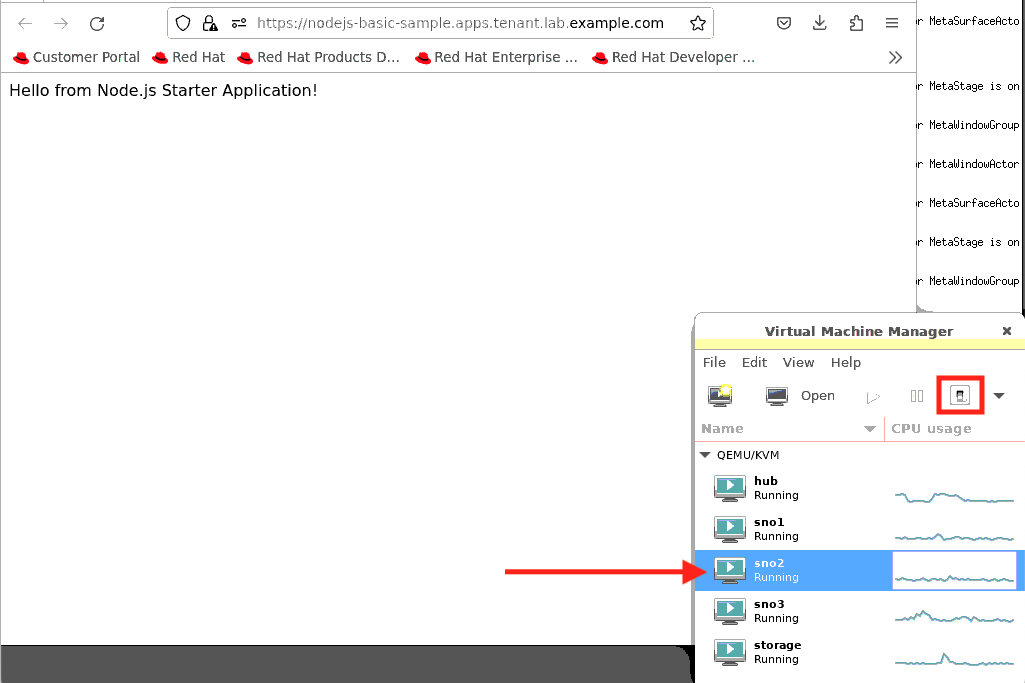 https://nodejs-basic-sample.apps.tenant.lab.example.com
Customer Portal Red Hat Red Hat Products D... Red Hat Enterprise ... Red Hat Developer ...
Hello from Node.js Starter Application!
MetaSurfaceActo
MetaStage is on
MetaWindowGroup
MetaWindowActor
MetaSurfaceActo
MetaStage is on
MetaWindowGroup
Virtual Machine Manager
File Edit View Help
Open
Name CPU usage
QEMU/KVM
hub
Running
sno1
Running
sno2
Running
sno3
Running
storage
Running